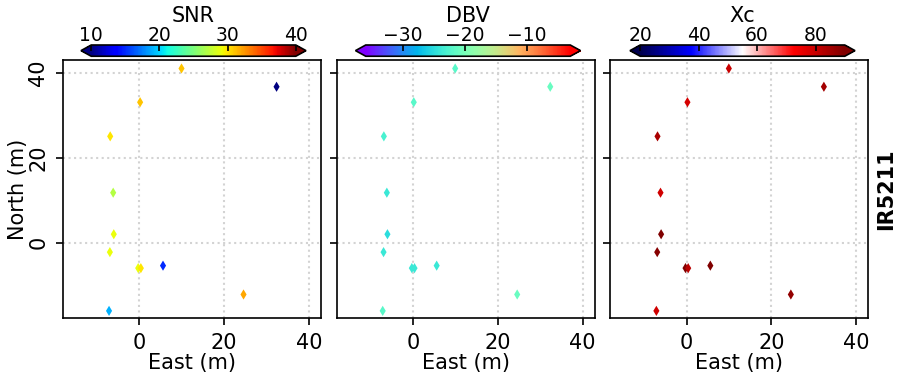 SNR DBV Xc
10 20 30 40 −30 −20 −10 20 40 60 80
40
20
0
North (m)
IR5211
0 20 40 0 20 40 0 20 40
East (m) East (m) East (m)